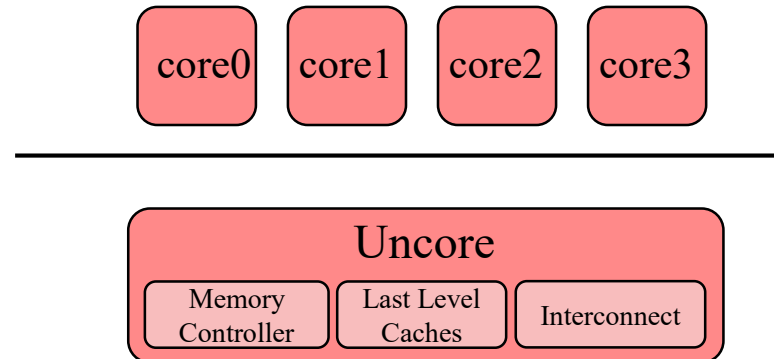 core0 core1 core2 core3
Uncore
Memory
Controller
Last Level
Caches
Interconnect